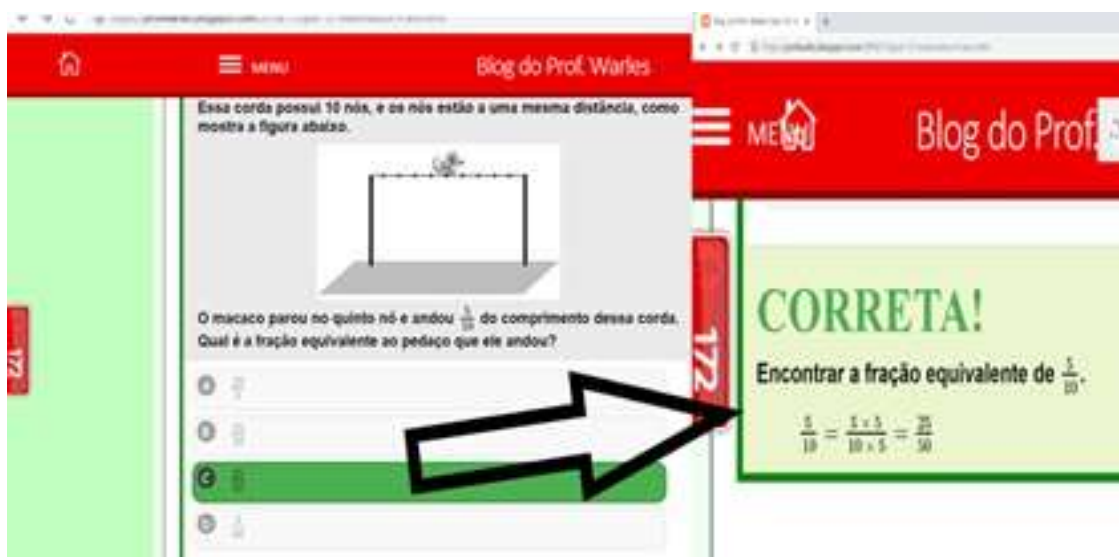 MENU
Blog do Prof. Warles
Essa corda possui 10 nós, e os nós estão a uma mesma distância, como
mostra a figura abaixo.
O macaco parou no quinto nó e andou 5/10 do comprimento dessa corda.
Qual é a fração equivalente ao pedaço que ele andou?
172
MENU
Blog do Prof.
172
CORRETA!
Encontrar a fração equivalente de 5/10.
5/10 = 5 × 5/10 × 5 = 25/50